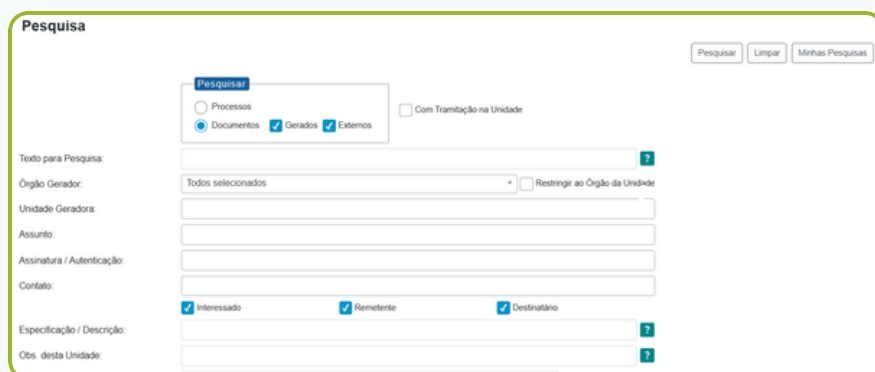 Pesquisa
Pesquisar Limpar Minhas Pesquisas
Pesquisar
Processos
Documentos Gerados Externos
Com Tramitação na Unidade
Texto para Pesquisa: ?
Órgão Gerador: Todos selecionados Restringir ao Órgão da Unidade
Unidade Geradora:
Assunto:
Assinatura / Autenticação:
Contato:
Interessado Remetente Destinatário
Especificação / Descrição: ?
Obs. desta Unidade: ?